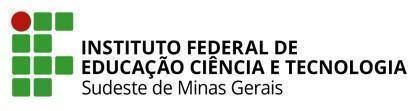 INSTITUTO FEDERAL DE
EDUCAÇÃO CIÊNCIA E TECNOLOGIA
Sudeste de Minas Gerais